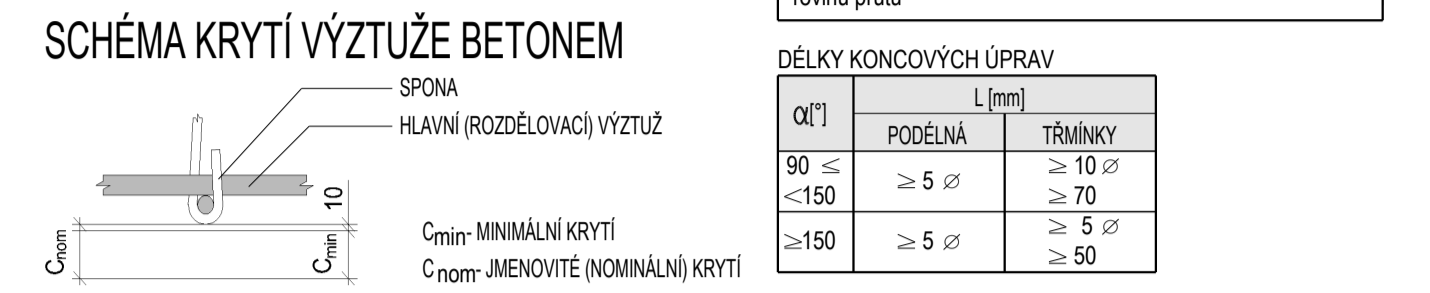 rovinu prutu
SCHÉMA KRYTÍ VÝZTUŽE BETONEM
SPONA
HLAVNÍ (ROZDĚLOVACÍ) VÝZTUŽ
10
Cnom
Cmin
Cmin- MINIMÁLNÍ KRYTÍ
C nom- JMENOVITÉ (NOMINÁLNÍ) KRYTÍ
DÉLKY KONCOVÝCH ÚPRAV
α[°]
L [mm]
PODÉLNÁ
TŘMÍNKY
90 ≤
<150
≥ 5 ∅
≥ 10 ∅
≥ 70
≥150
≥ 5 ∅
≥ 5 ∅
≥ 50